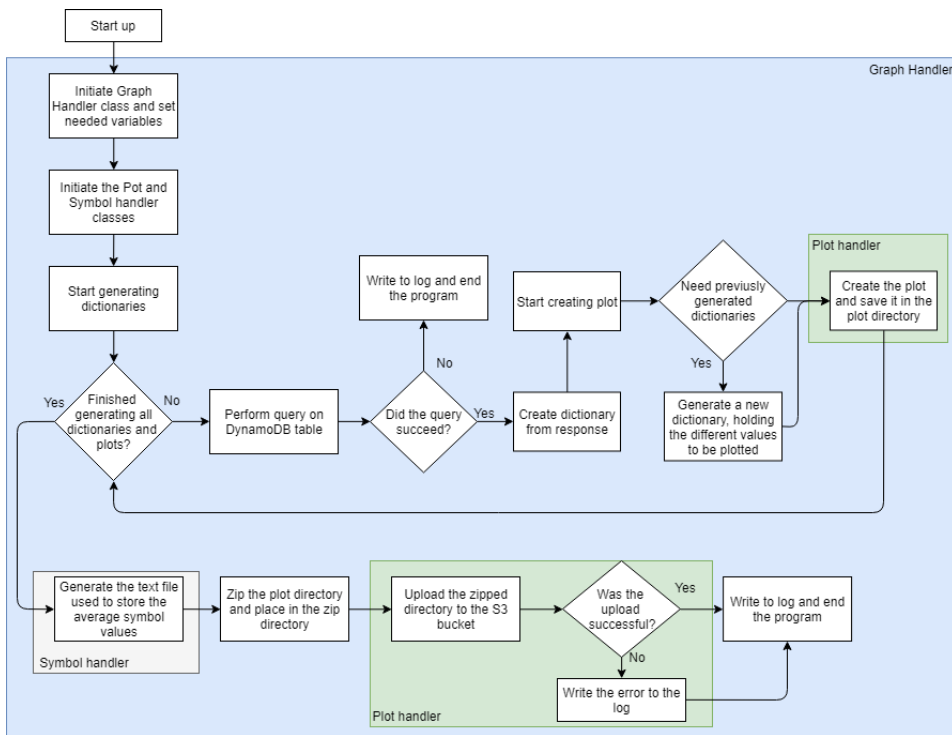 Start up
Graph Handler
Initiate Graph
Handler class and set
needed variables
Initiate the Pot and
Symbol handler
classes
Start generating
dictionaries
Finished
generating all
dictionaries and
plots?
Yes
No
Perform query on
DynamoDB table
Did the query
succeed?
No
Write to log and end
the program
Yes
Create dictionary
from response
Start creating plot
Need previusly
generated
dictionaries
Yes
Generate a new
dictionary, holding
the different values
to be plotted
Plot handler
Create the plot
and save it in the
plot directory
Generate the text file
used to store the
average symbol
values
Symbol handler
Zip the plot directory
and place in the zip
directory
Upload the zipped
directory to the S3
bucket
Was the
upload
successful?
Yes
No
Write the error to the
log
Plot handler
Write to log and end
the program